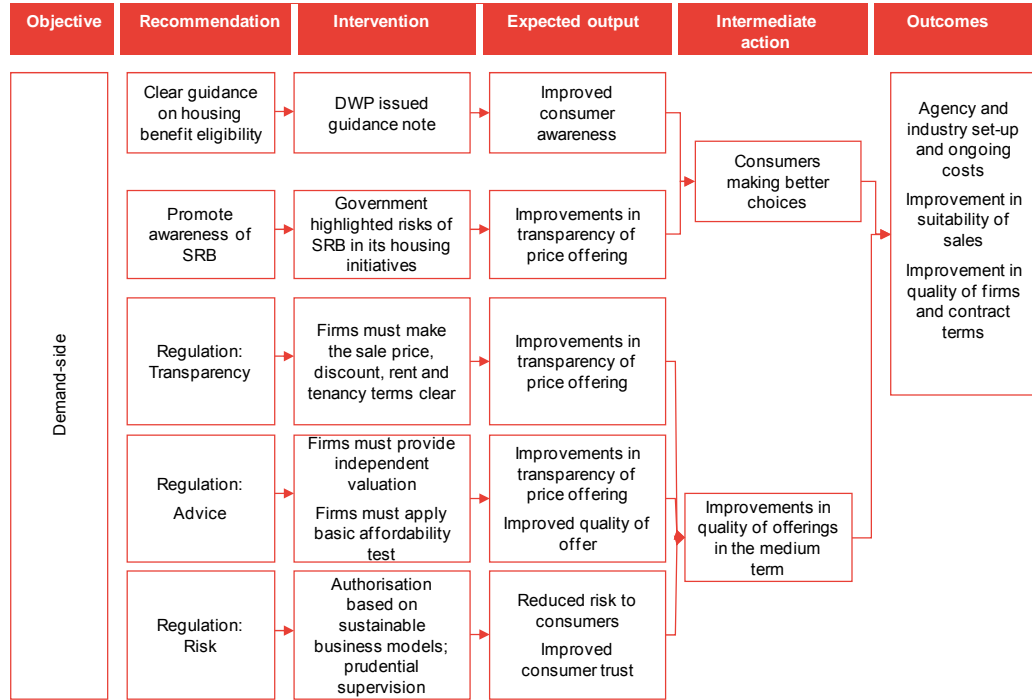 Objective
Recommendation
Intervention
Expected output
Intermediate
action
Outcomes
Demand-side
Clear guidance
on housing
benefit eligibility
DWP issued
guidance note
Improved
consumer
awareness
Promote
awareness of
SRB
Government
highlighted risks of
SRB in its housing
initiatives
Improvements in
transparency of
price offering
Consumers
making better
choices
Regulation:
Transparency
Firms must make
the sale price,
discount, rent and
tenancy terms clear
Improvements in
transparency of
price offering
Regulation:
Advice
Firms must provide
independent
valuation
Firms must apply
basic affordability
test
Improvements in
transparency of
price offering
Improved quality of
offer
Regulation:
Risk
Authorisation
based on
sustainable
business models;
prudential
supervision
Reduced risk to
consumers
Improved
consumer trust
Improvements in
quality of offerings
in the medium
term
Agency and
industry set-up
and ongoing
costs
Improvement in
suitability of
sales
Improvement in
quality of firms
and contract
terms